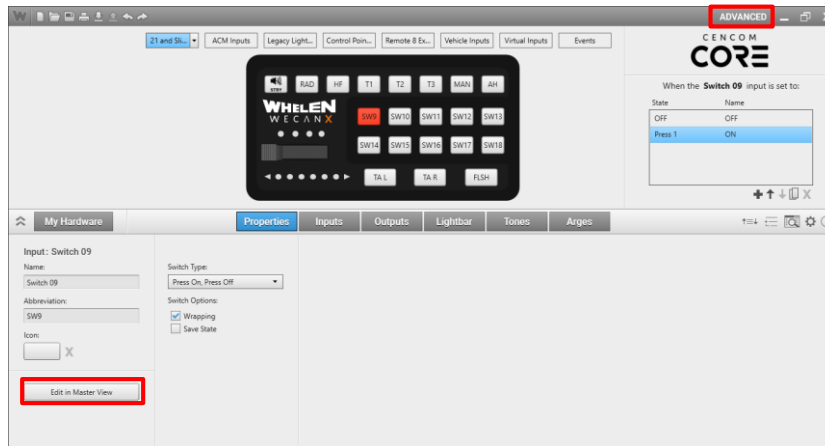 ADVANCED
21 and Sli...
ACM Inputs
Legacy Light...
Control Poin...
Remote 8 Ex...
Vehicle Inputs
Virtual Inputs
Events
CENCOM
CORE
STBY
RAD
HF
T1
T2
T3
MAN
AH
WHELEN
WECANX
SW9
SW10
SW11
SW12
SW13
SW14
SW15
SW16
SW17
SW18
TA L
TA R
FLSH
When the Switch 09 input is set to:
State Name
OFF OFF
Press 1 ON
My Hardware
Properties
Inputs
Outputs
Lightbar
Tones
Arges
Input: Switch 09
Name:
Switch 09
Abbreviation:
SW9
Icon:
X
Edit in Master View
Switch Type:
Press On, Press Off
Switch Options:
Wrapping
Save State